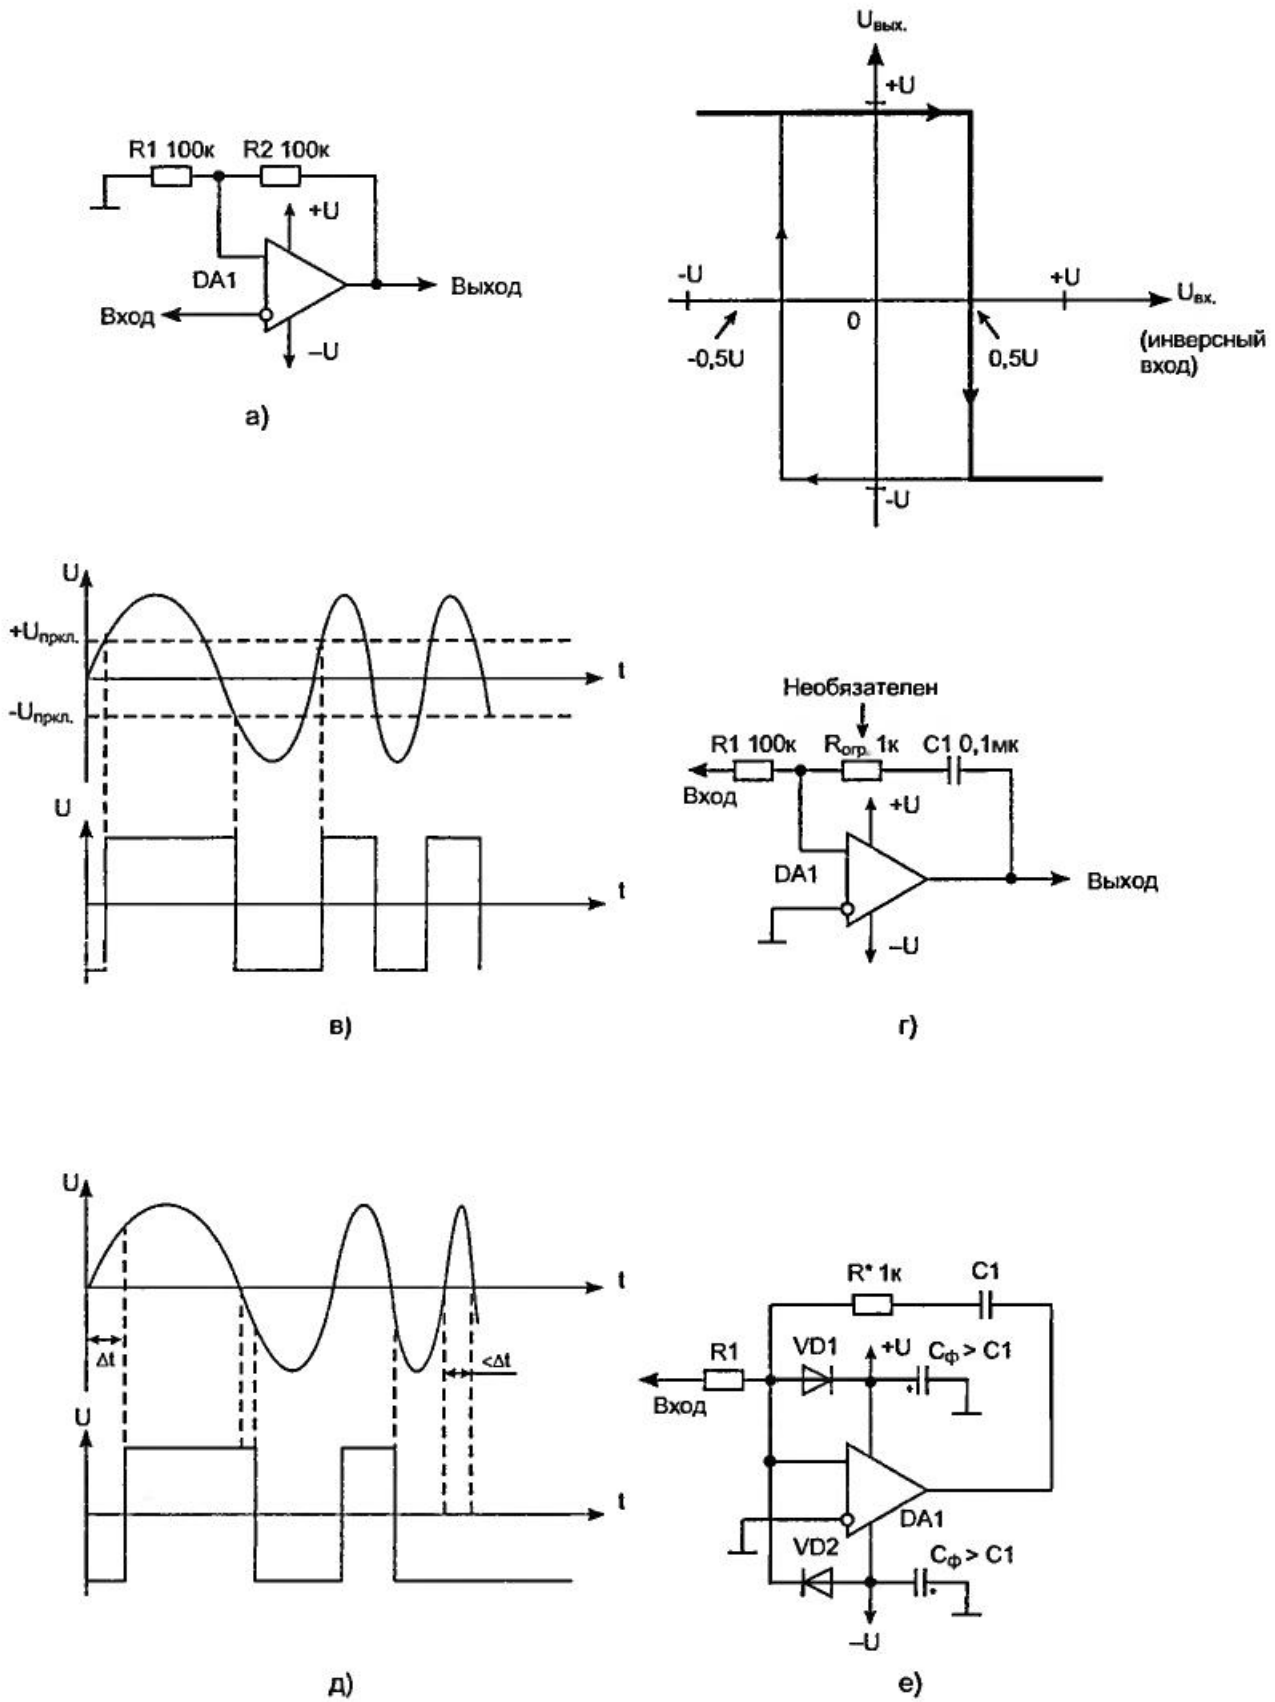 R1 100к R2 100к
+U
DA1
Выход
Вход
–U
а)
Uвых.
+U
-U
+U
Uвх.
0
-0,5U
0,5U
(инверсный
вход)
-U
U
+Uпркл.
t
-Uпркл.
U
t
в)
Необязателен
R1 100к Rогр. 1к C1 0,1мк
Вход
+U
DA1
Выход
–U
г)
U
t
Δt
<Δt
U
t
д)
R* 1к C1
R1 VD1 +U Cф > C1
+
Вход
DA1
VD2 Cф > C1
+
–U
е)